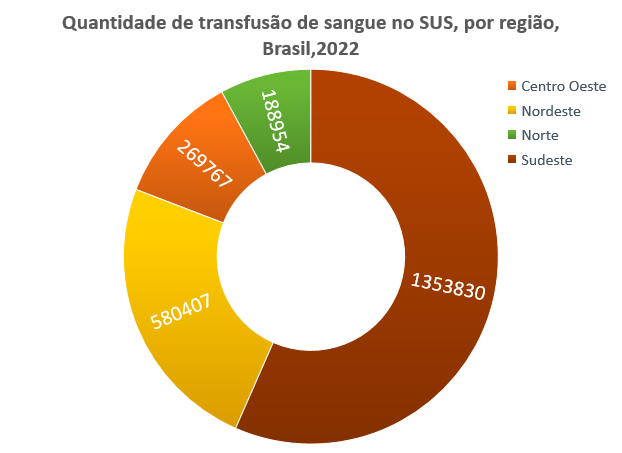 Quantidade de transfusão de sangue no SUS, por região,
Brasil,2022
Centro Oeste
Nordeste
Norte
Sudeste
188954
269767
580407
1353830